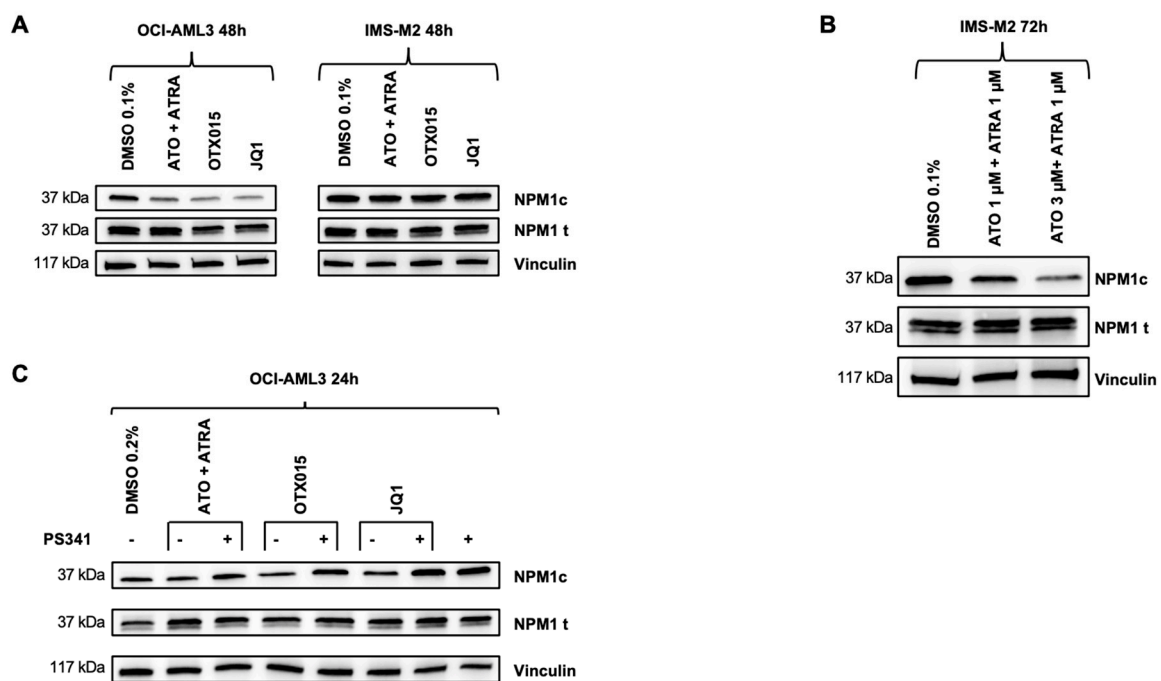 A
OCI-AML3 48h
IMS-M2 48h
DMSO 0.1%
ATO + ATRA
OTX015
JQ1
DMSO 0.1%
ATO + ATRA
OTX015
JQ1
37 kDa
NPM1c
37 kDa
NPM1 t
117 kDa
Vinculin
B
IMS-M2 72h
DMSO 0.1%
ATO 1 µM + ATRA 1 µM
ATO 3 µM+ ATRA 1 µM
37 kDa
NPM1c
37 kDa
NPM1 t
117 kDa
Vinculin
C
OCI-AML3 24h
DMSO 0.2%
ATO + ATRA
OTX015
JQ1
PS341 - - + - + - + +
37 kDa
NPM1c
37 kDa
NPM1 t
117 kDa
Vinculin